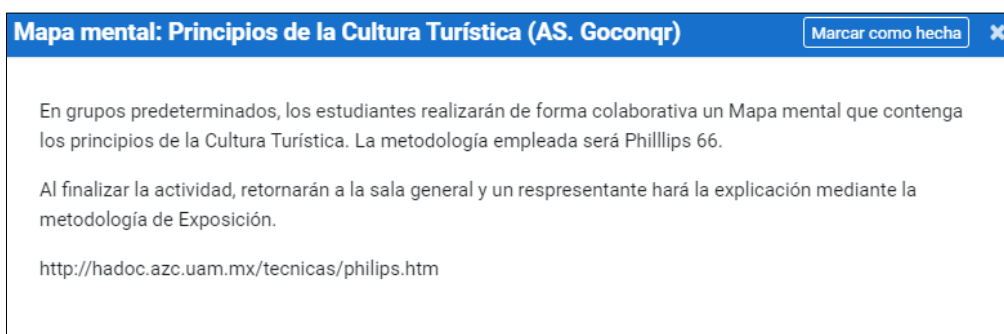 Mapa mental: Principios de la Cultura Turística (AS. Goconqr)
Marcar como hecha
En grupos predeterminados, los estudiantes realizarán de forma colaborativa un Mapa mental que contenga
los principios de la Cultura Turística. La metodología empleada será Philllips 66.
Al finalizar la actividad, retornarán a la sala general y un respresentante hará la explicación mediante la
metodología de Exposición.
http://hadoc.azc.uam.mx/tecnicas/philips.htm